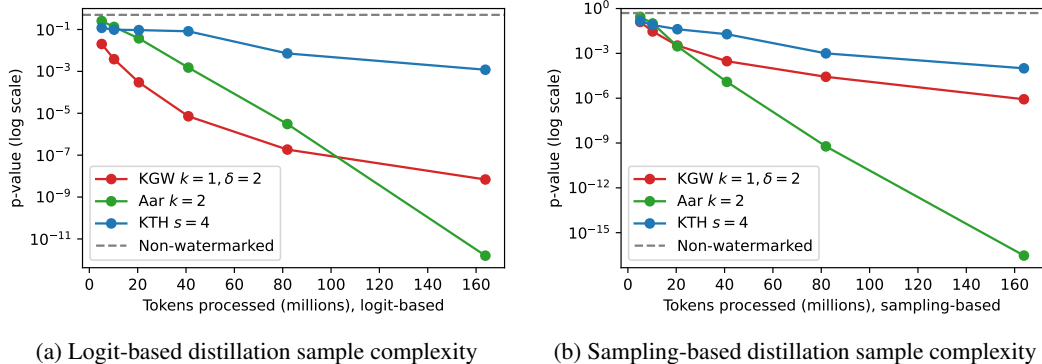 p-value (log scale)
10⁻¹
10⁻³
10⁻⁵
10⁻⁷
10⁻⁹
10⁻¹¹
KGW k = 1, δ = 2
Aar k = 2
KTH s = 4
Non-watermarked
0 20 40 60 80 100 120 140 160
Tokens processed (millions), logit-based
(a) Logit-based distillation sample complexity
p-value (log scale)
10⁰
10⁻³
10⁻⁶
10⁻⁹
10⁻¹²
10⁻¹⁵
KGW k = 1, δ = 2
Aar k = 2
KTH s = 4
Non-watermarked
0 20 40 60 80 100 120 140 160
Tokens processed (millions), sampling-based
(b) Sampling-based distillation sample complexity